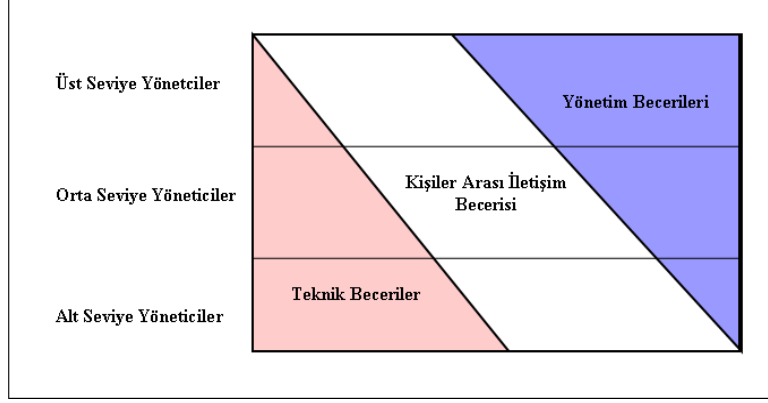 Üst Seviye Yönetciler
Yönetim Becerileri
Orta Seviye Yöneticiler
Kişiler Arası İletişim
Becerisi
Teknik Beceriler
Alt Seviye Yöneticiler